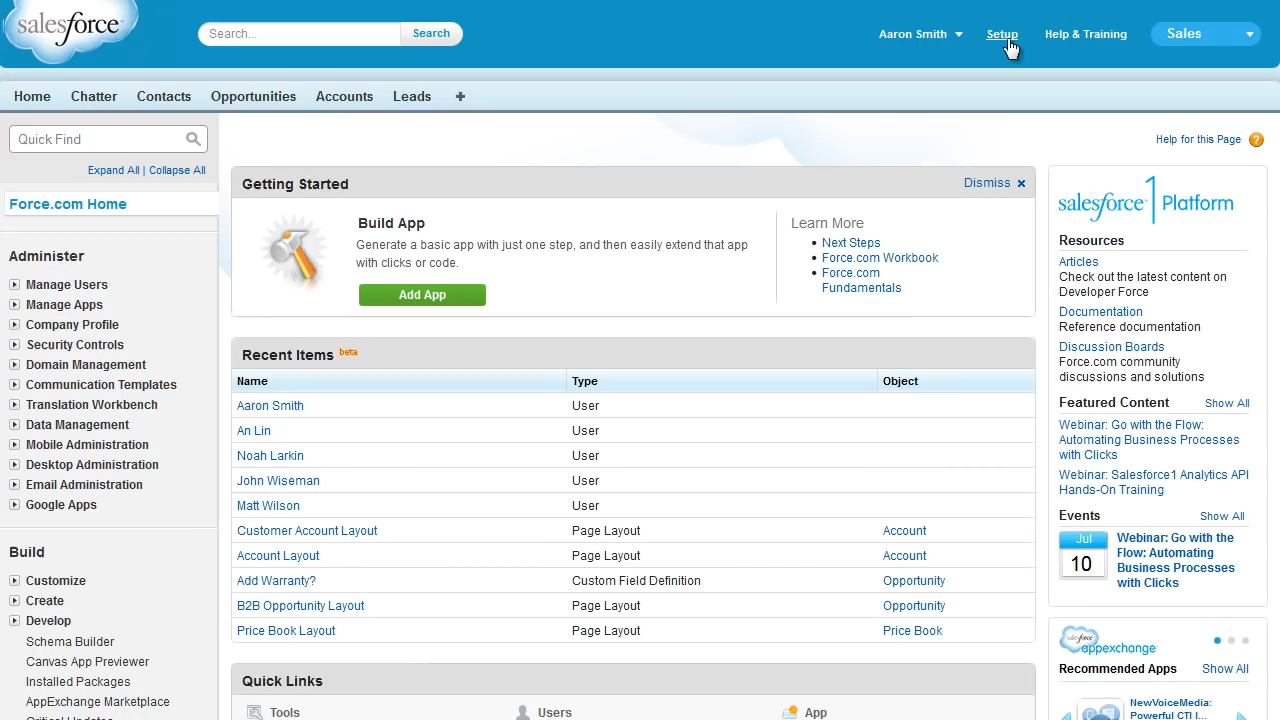 salesforce
Search...
Search
Aaron Smith
Setup
Help & Training
Sales
Home
Chatter
Contacts
Opportunities
Accounts
Leads
+
Quick Find
Expand All | Collapse All
Force.com Home
Administer
Manage Users
Manage Apps
Company Profile
Security Controls
Domain Management
Communication Templates
Translation Workbench
Data Management
Mobile Administration
Desktop Administration
Email Administration
Google Apps
Build
Customize
Create
Develop
Schema Builder
Canvas App Previewer
Installed Packages
AppExchange Marketplace
Critical Updates
Help for this Page ?
Getting Started
Dismiss x
Build App
Generate a basic app with just one step, and then easily extend that app
with clicks or code.
Add App
Learn More
• Next Steps
• Force.com Workbook
• Force.com
Fundamentals
Recent Items beta
Name Type Object
Aaron Smith User
An Lin User
Noah Larkin User
John Wiseman User
Matt Wilson User
Customer Account Layout Page Layout Account
Account Layout Page Layout Account
Add Warranty? Custom Field Definition Opportunity
B2B Opportunity Layout Page Layout Opportunity
Price Book Layout Page Layout Price Book
Quick Links
Tools
Users
App
salesforce1 Platform
Resources
Articles
Check out the latest content on
Developer Force
Documentation
Reference documentation
Discussion Boards
Force.com community
discussions and solutions
Featured Content Show All
Webinar: Go with the Flow:
Automating Business Processes
with Clicks
Webinar: Salesforce1 Analytics API
Hands-On Training
Events Show All
Jul
10
Webinar: Go with the
Flow: Automating
Business Processes
with Clicks
salesforce
appexchange
Recommended Apps Show All
NewVoiceMedia:
Powerful CTI I...